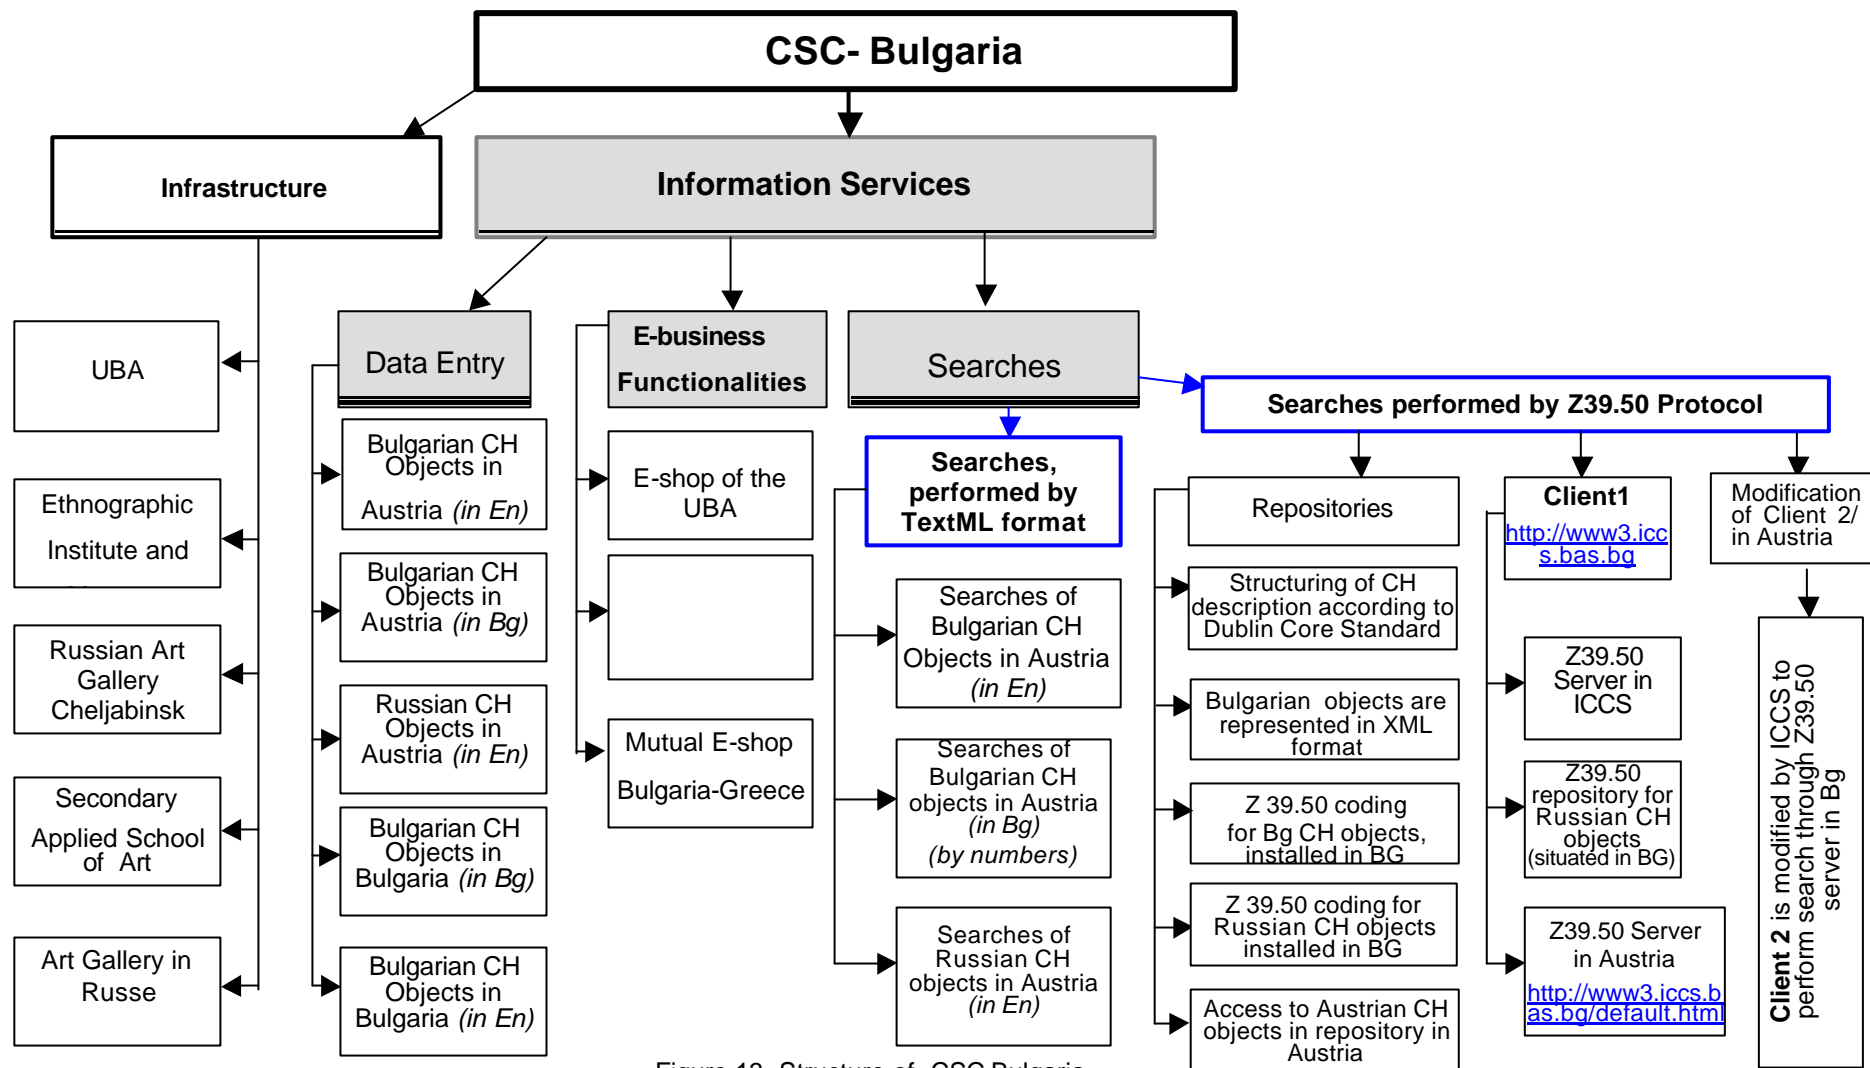 CSC- Bulgaria
Infrastructure
Information Services
UBA
Ethnographic
Institute and
Russian Art
Gallery
Cheljabinsk
Secondary
Applied School
of Art
Art Gallery in
Russe
Data Entry
Bulgarian CH
Objects in
Austria (in En)
Bulgarian CH
Objects in
Austria (in Bg)
Russian CH
Objects in
Austria (in En)
Bulgarian CH
Objects in
Bulgaria (in Bg)
Bulgarian CH
Objects in
Bulgaria (in En)
E-business
Functionalities
E-shop of the
UBA
Mutual E-shop
Bulgaria-Greece
Searches
Searches,
performed by
TextML format
Searches of
Bulgarian CH
Objects in Austria
(in En)
Searches of
Bulgarian CH
objects in Austria
(in Bg)
(by numbers)
Searches of
Russian CH
objects in Austria
(in En)
Searches performed by Z39.50 Protocol
Repositories
Structuring of CH
description according to
Dublin Core Standard
Bulgarian objects are
represented in XML
format
Z 39.50 coding
for Bg CH objects,
installed in BG
Z 39.50 coding for
Russian CH objects
installed in BG
Access to Austrian CH
objects in repository in
Austria
Client1
http://www3.icc
s.bas.bg
Z39.50
Server in
ICCS
Z39.50
repository for
Russian CH
objects
(situated in BG)
Z39.50 Server
in Austria
http://www3.iccs.b
as.bg/default.html
Modification
of Client 2/
in Austria
Client 2 is modified by ICCS to
perform search through Z39.50
server in Bg
Figure 12. Structure of CSC Bulgaria